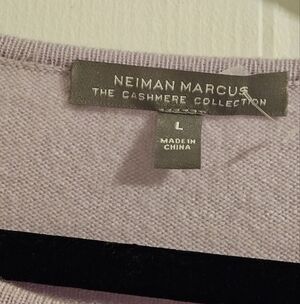 NEIMAN MARCUS
THE CASHMERE COLLECTION
L
MADE IN
CHINA